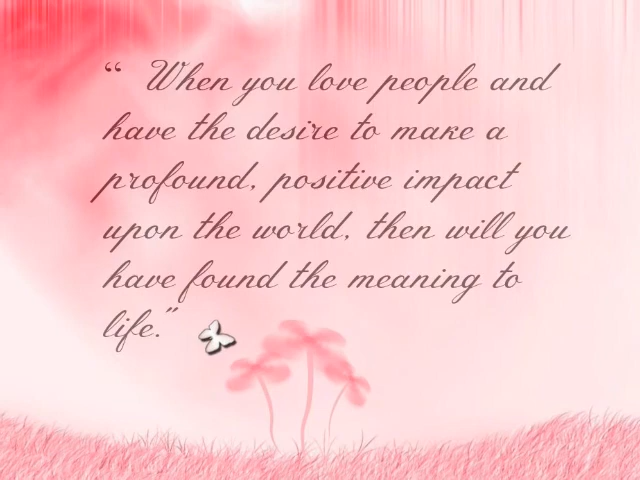 “ When you love people and
have the desire to make a
profound, positive impact
upon the world, then will you
have found the meaning to
life.”